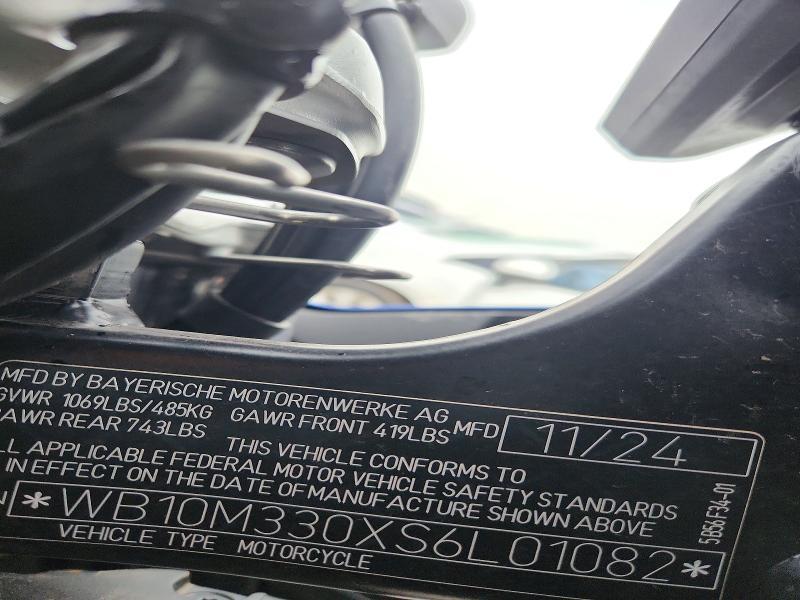 MFD BY BAYERISCHE MOTORENWERKE AG MFD 11/24
GVWR 1069LBS/485KG GAWR FRONT 419LBS
GAWR REAR 743LBS
THIS VEHICLE CONFORMS TO
ALL APPLICABLE FEDERAL MOTOR VEHICLE SAFETY STANDARDS
IN EFFECT ON THE DATE OF MANUFACTURE SHOWN ABOVE
*WB10M330XS6L01082*
VEHICLE TYPE MOTORCYCLE